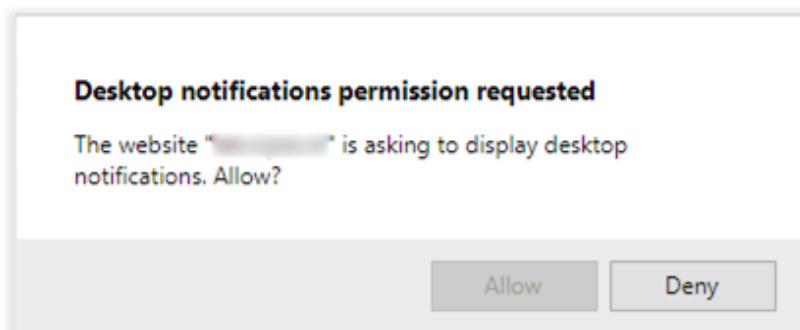 Desktop notifications permission requested
The website "" is asking to display desktop
notifications. Allow?
Allow
Deny